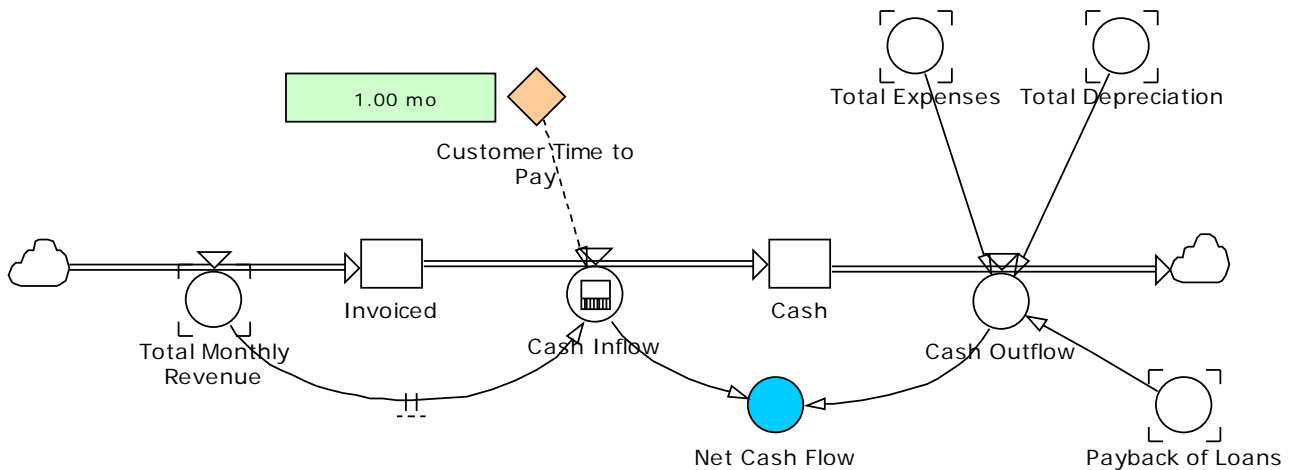 Total Expenses
Total Depreciation
1.00 mo
Customer Time to
Pay
Invoiced
Cash
Total Monthly
Revenue
Cash Inflow
Cash Outflow
Net Cash Flow
Payback of Loans